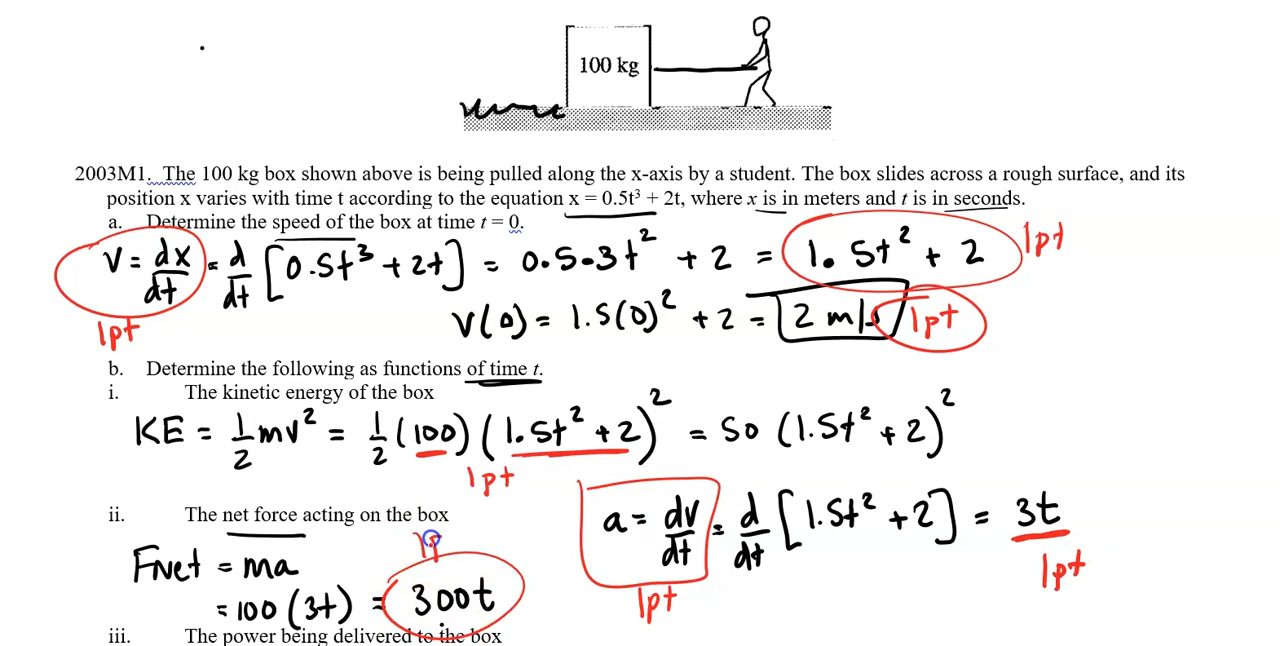 100 kg
2003M1. The 100 kg box shown above is being pulled along the x-axis by a student. The box slides across a rough surface, and its
position x varies with time t according to the equation x = 0.5t³ + 2t, where x is in meters and t is in seconds.
a. Determine the speed of the box at time t = 0.
V = dx/dt = d/dt [0.5t³ + 2t] = 0.5·3t² + 2 = 1.5t² + 2 1pt
1pt
V(0) = 1.5(0)² + 2 = 2 m/s 1pt
b. Determine the following as functions of time t.
i. The kinetic energy of the box
KE = 1/2 mv² = 1/2 (100) (1.5t² + 2)² = 50 (1.5t² + 2)²
1pt
ii. The net force acting on the box
a = dv/dt = d/dt [1.5t² + 2] = 3t
1pt 1pt
Fnet = ma
= 100 (3t) = 300t
iii. The power being delivered to the box